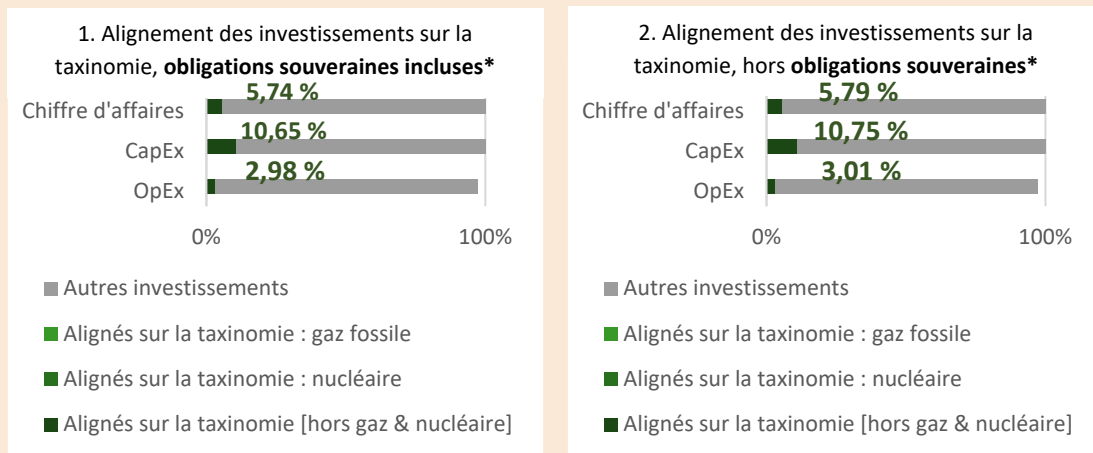 1. Alignement des investissements sur la
taxinomie, obligations souveraines incluses*
5,74 %
Chiffre d'affaires
10,65 %
CapEx
2,98 %
OpEx
0%
100%
Autres investissements
Alignés sur la taxinomie : gaz fossile
Alignés sur la taxinomie : nucléaire
Alignés sur la taxinomie [hors gaz & nucléaire]
2. Alignement des investissements sur la
taxinomie, hors obligations souveraines*
5,79 %
Chiffre d'affaires
10,75 %
CapEx
3,01 %
OpEx
0%
100%
Autres investissements
Alignés sur la taxinomie : gaz fossile
Alignés sur la taxinomie : nucléaire
Alignés sur la taxinomie [hors gaz & nucléaire]